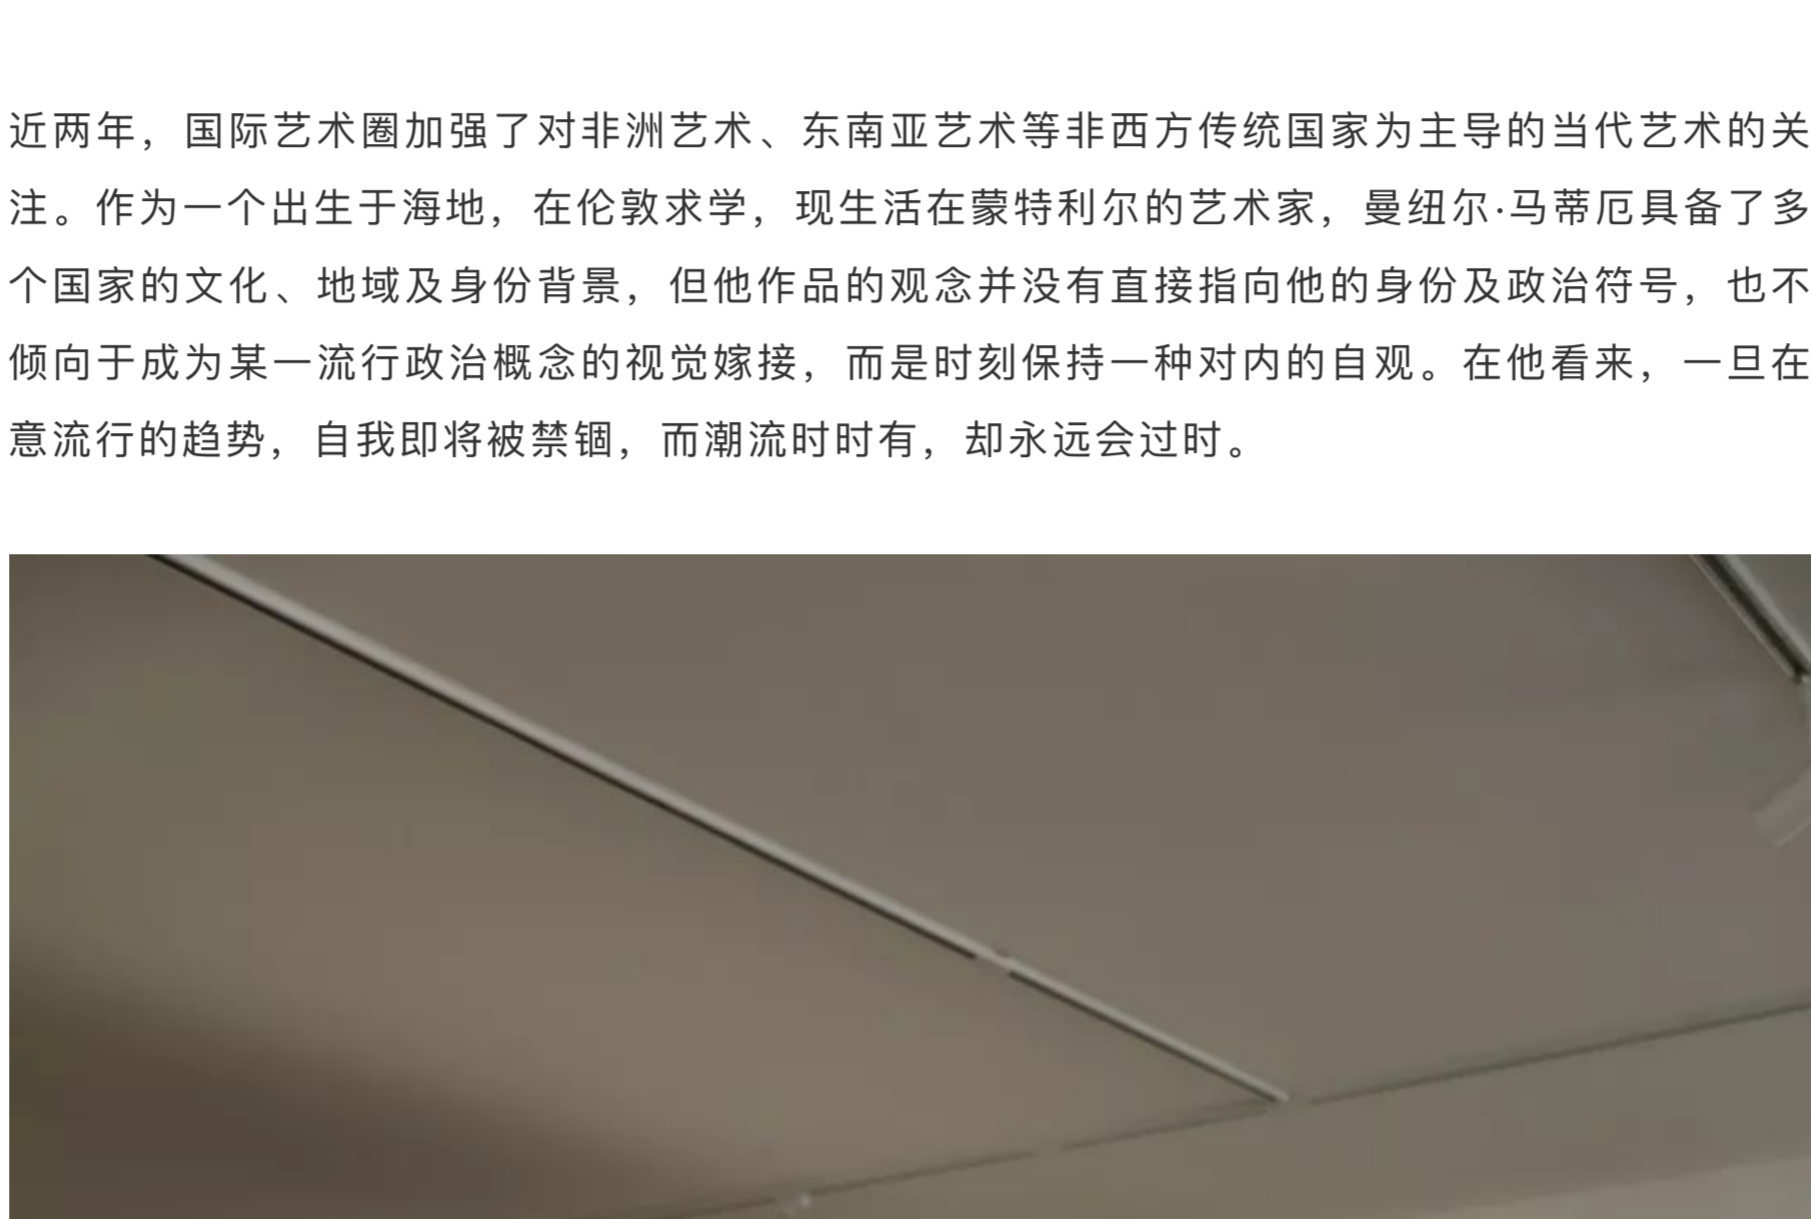 近两年，国际艺术圈加强了对非洲艺术、东南亚艺术等非西方传统国家为主导的当代艺术的关
注。作为一个出生于海地，在伦敦求学，现生活在蒙特利尔的艺术家，曼纽尔·马蒂厄具备了多
个国家的文化、地域及身份背景，但他作品的观念并没有直接指向他的身份及政治符号，也不
倾向于成为某一流行政治概念的视觉嫁接，而是时刻保持一种对内的自观。在他看来，一旦在
意流行的趋势，自我即将被禁锢，而潮流时时有，却永远会过时。